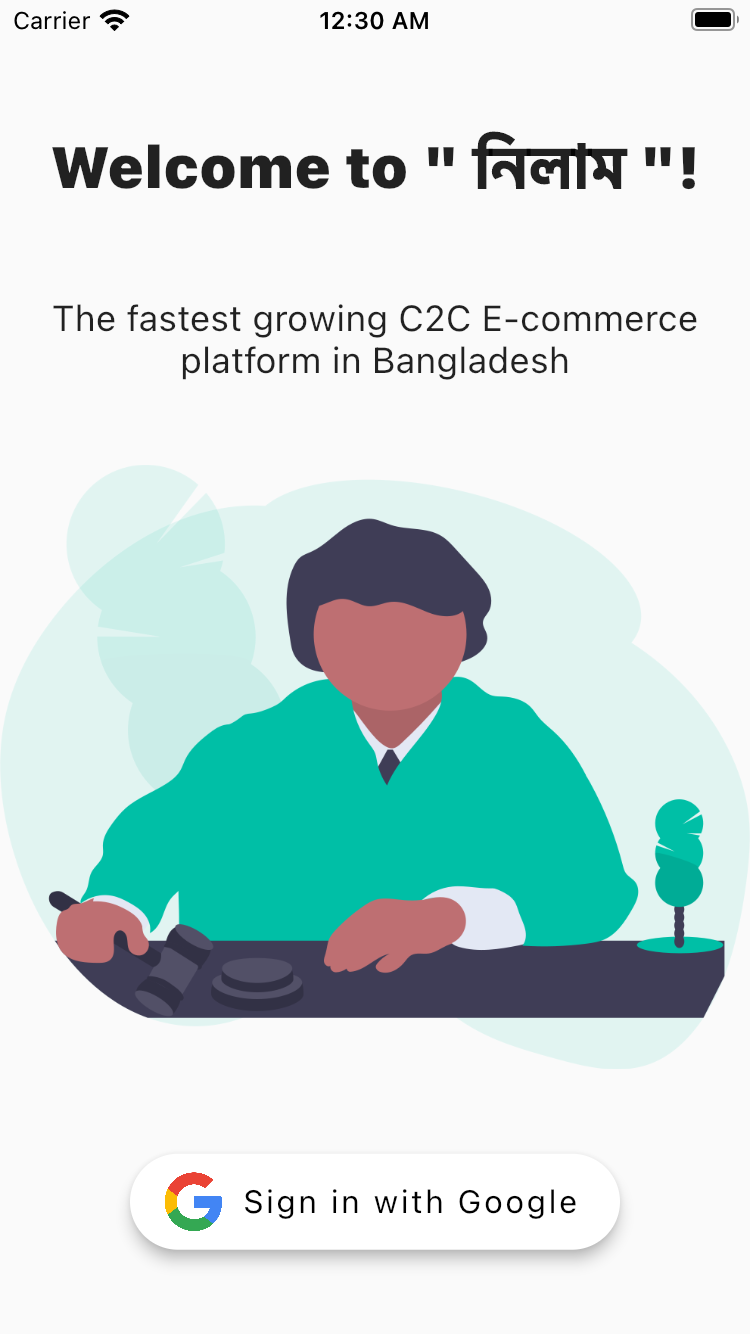 Carrier 12:30 AM
Welcome to " নিলাম "!
The fastest growing C2C E-commerce
platform in Bangladesh
Sign in with Google